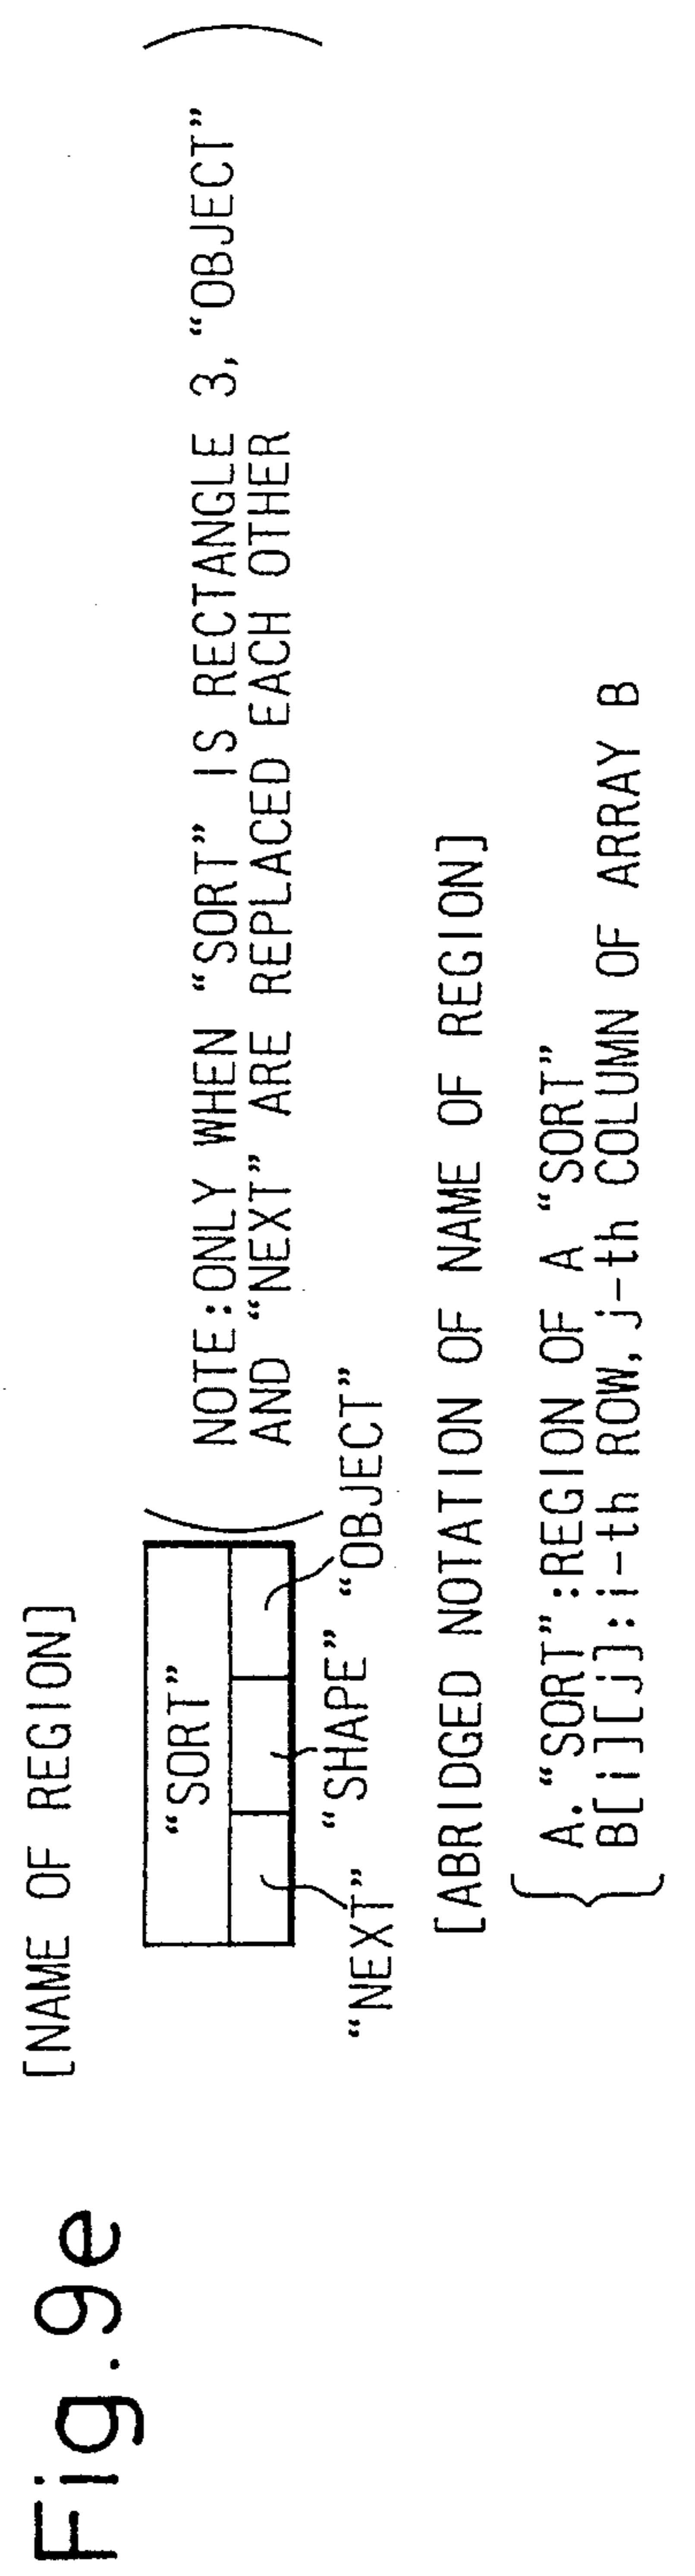 Fig.9e
[NAME OF REGION]
“SORT”
“NEXT” “SHAPE” “OBJECT”
NOTE:ONLY WHEN “SORT” IS RECTANGLE 3, “OBJECT”
AND “NEXT” ARE REPLACED EACH OTHER
[ABRIDGED NOTATION OF NAME OF REGION]
A.“SORT”:REGION OF A “SORT”
B[i][j]:i-th ROW, j-th COLUMN OF ARRAY B